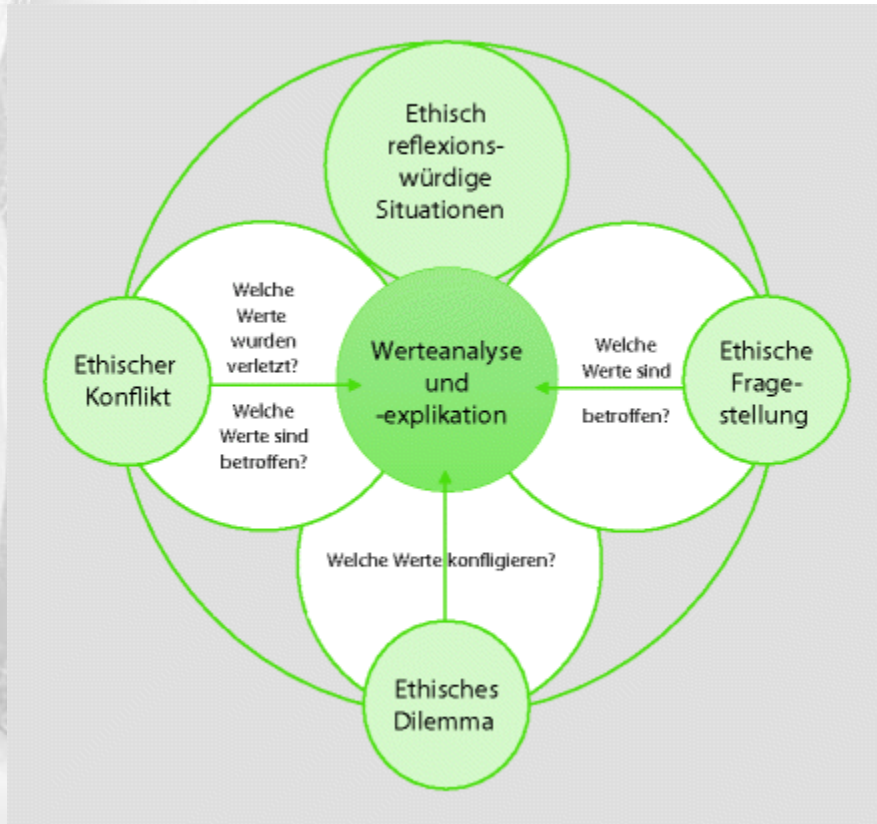 Ethisch
reflexions-
würdige
Situationen
Welche
Werte
wurden
verletzt?
Welche
Werte sind
betroffen?
Ethischer
Konflikt
Werteanalyse
und
-explikation
Welche
Werte sind
betroffen?
Ethische
Frage-
stellung
Welche Werte konfligieren?
Ethisches
Dilemma